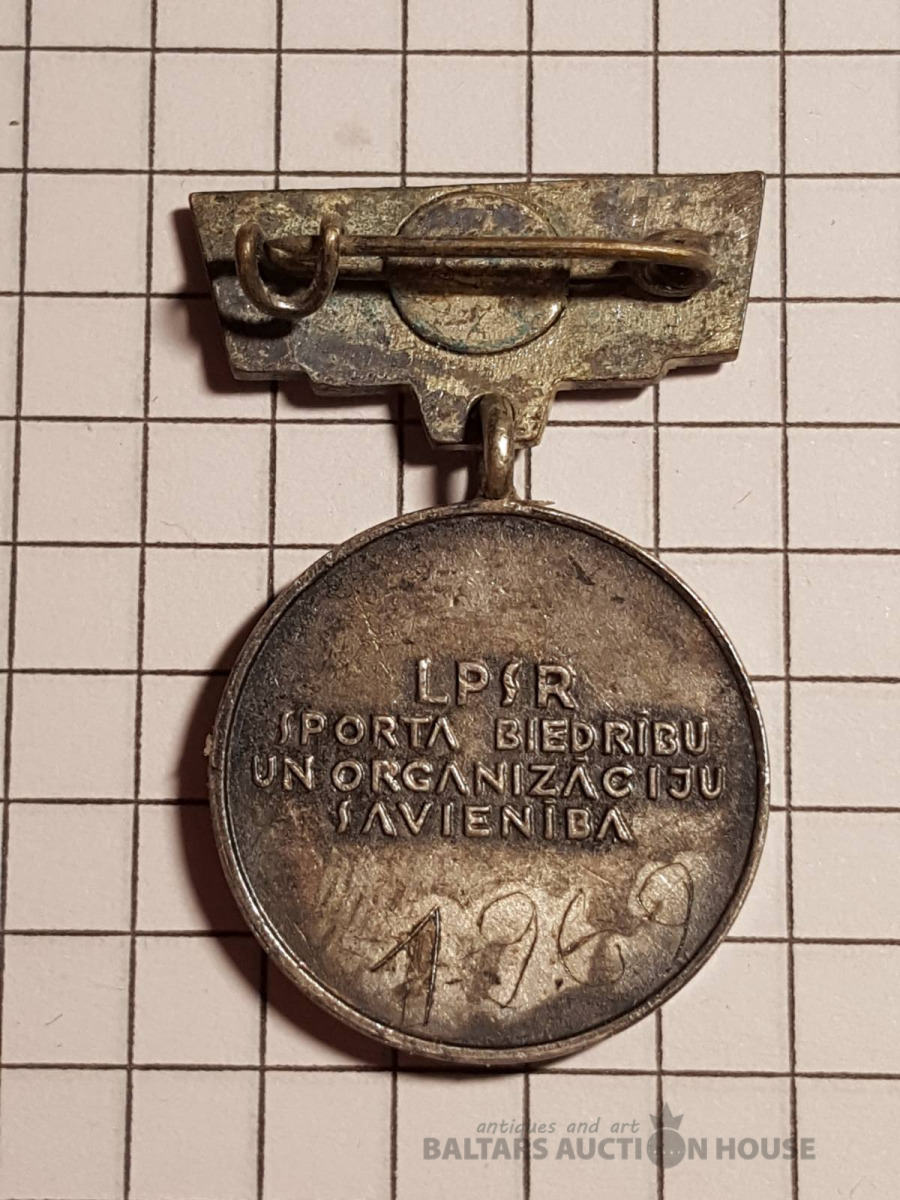 LPSR
SPORTA BIEDRĪBU
UN ORGANIZĀCIJU
SAVIENĪBA
1969
antiques and art
BALTARS AUCTION HOUSE